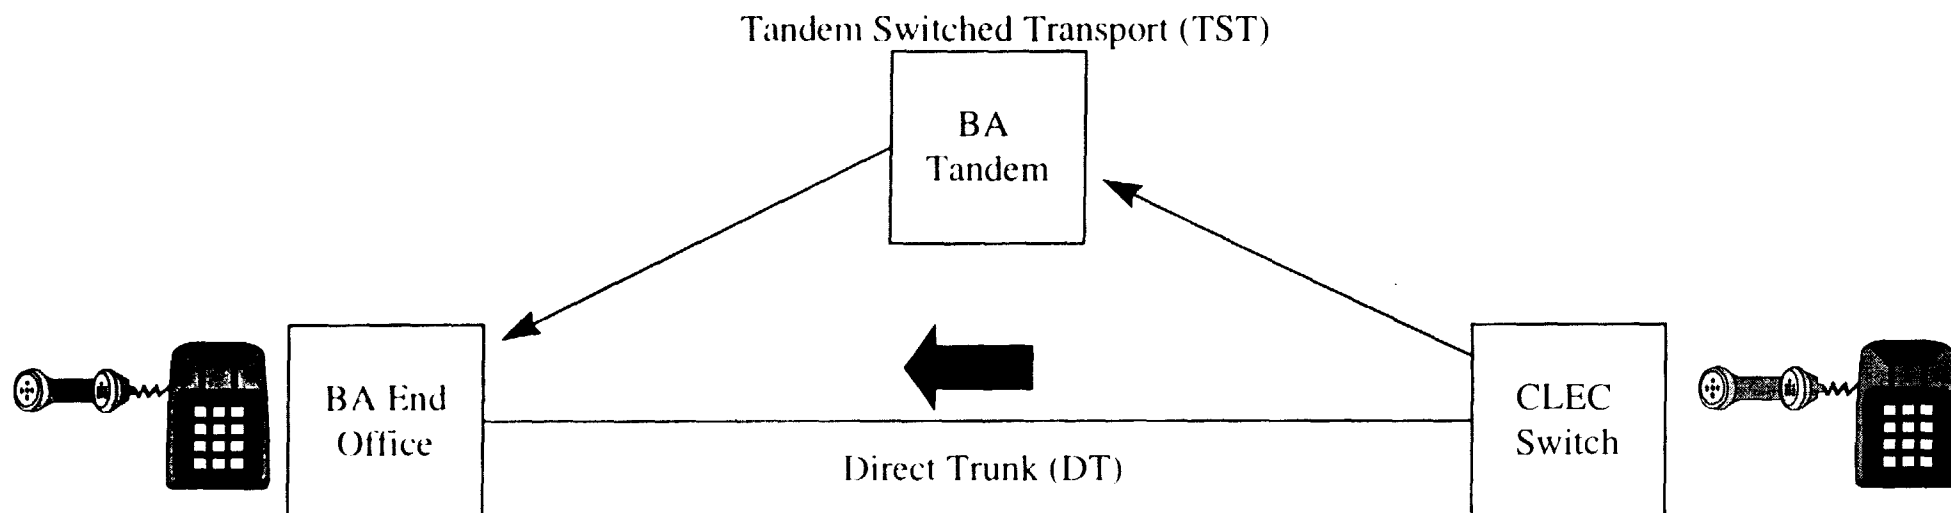 Tandem Switched Transport (TST)
BA
Tandem
BA End
Office
CLEC
Switch
Direct Trunk (DT)